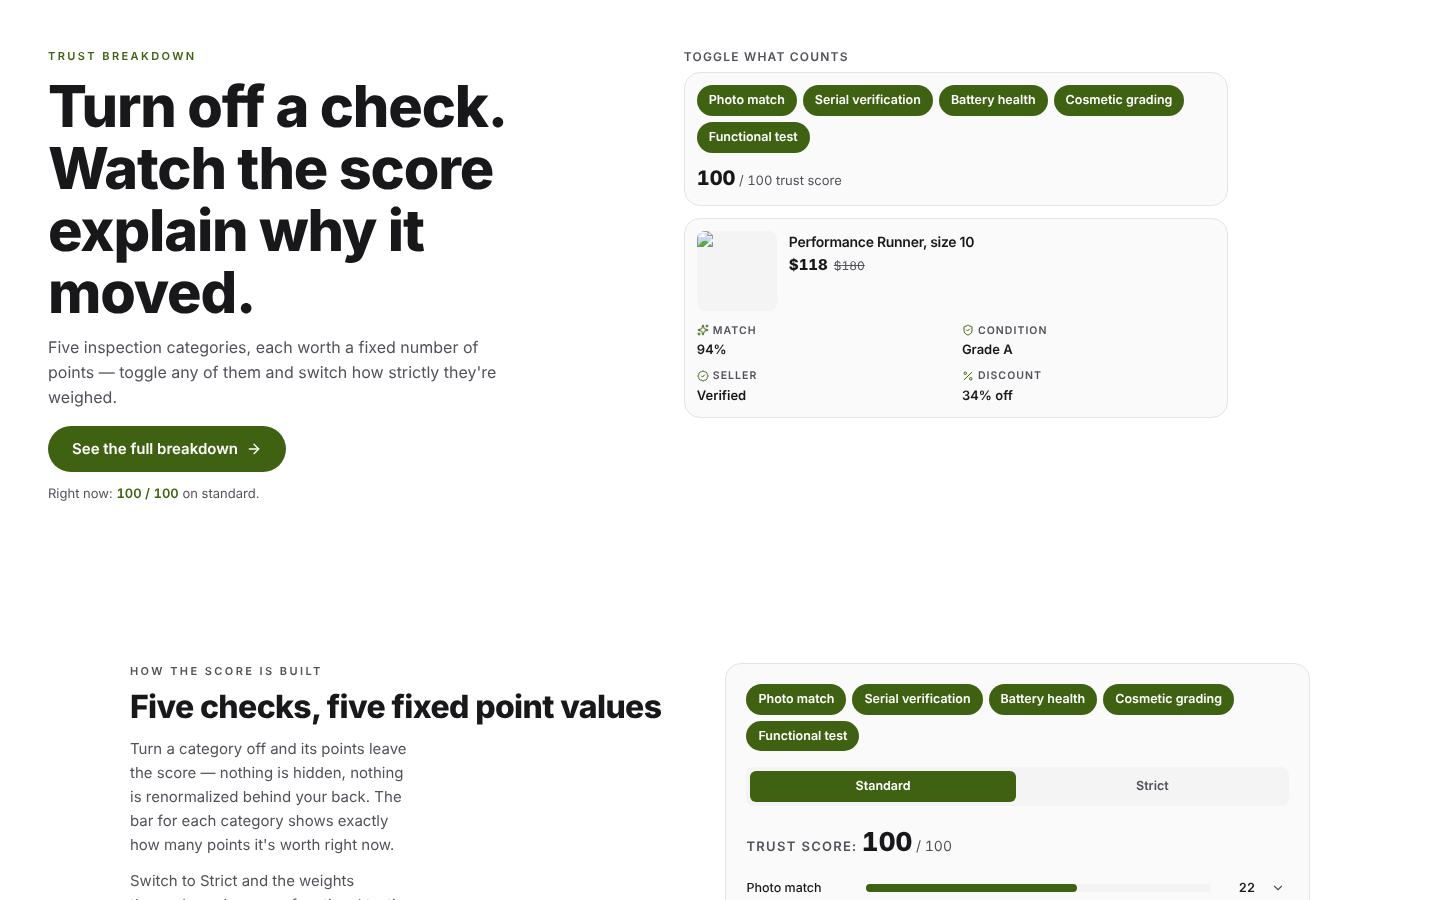 TRUST BREAKDOWN
Turn off a check.
Watch the score
explain why it
moved.
Five inspection categories, each worth a fixed number of
points — toggle any of them and switch how strictly they're
weighed.
See the full breakdown
Right now: 100 / 100 on standard.
TOGGLE WHAT COUNTS
Photo match Serial verification Battery health Cosmetic grading
Functional test
100 / 100 trust score
Performance Runner, size 10
$118 $180
MATCH
94%
CONDITION
Grade A
SELLER
Verified
DISCOUNT
34% off
HOW THE SCORE IS BUILT
Five checks, five fixed point values
Turn a category off and its points leave
the score — nothing is hidden, nothing
is renormalized behind your back. The
bar for each category shows exactly
how many points it's worth right now.
Switch to Strict and the weights
Photo match Serial verification Battery health Cosmetic grading
Functional test
Standard Strict
TRUST SCORE: 100 / 100
Photo match 22